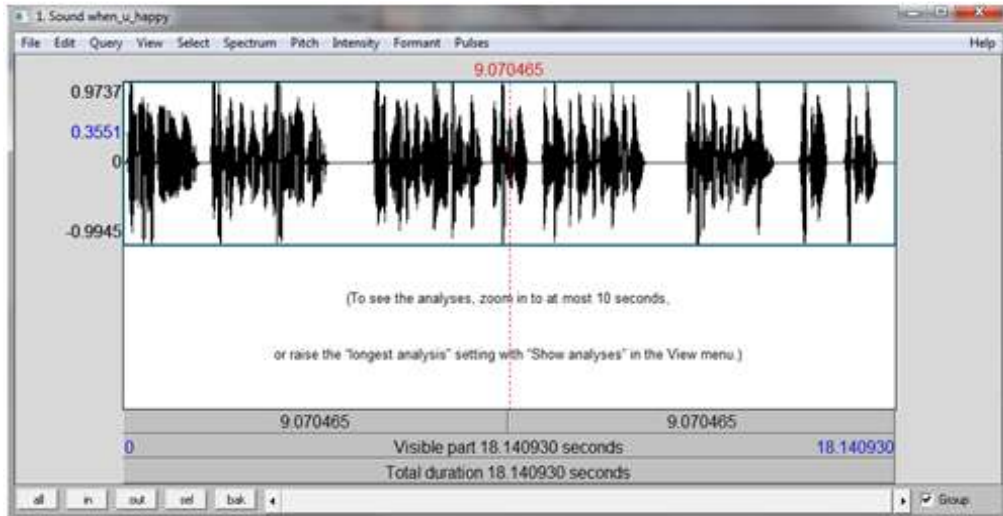 1. Sound when_u_happy
File Edit Query View Select Spectrum Pitch Intensity Formant Pulses Help
9.070465
0.9737
0.3551
0
-0.9945
(To see the analyses, zoom in to at most 10 seconds,
or raise the "longest analysis" setting with "Show analyses" in the View menu.)
9.070465 9.070465
0 Visible part 18.140930 seconds 18.140930
Total duration 18.140930 seconds
all in out sel bak Group